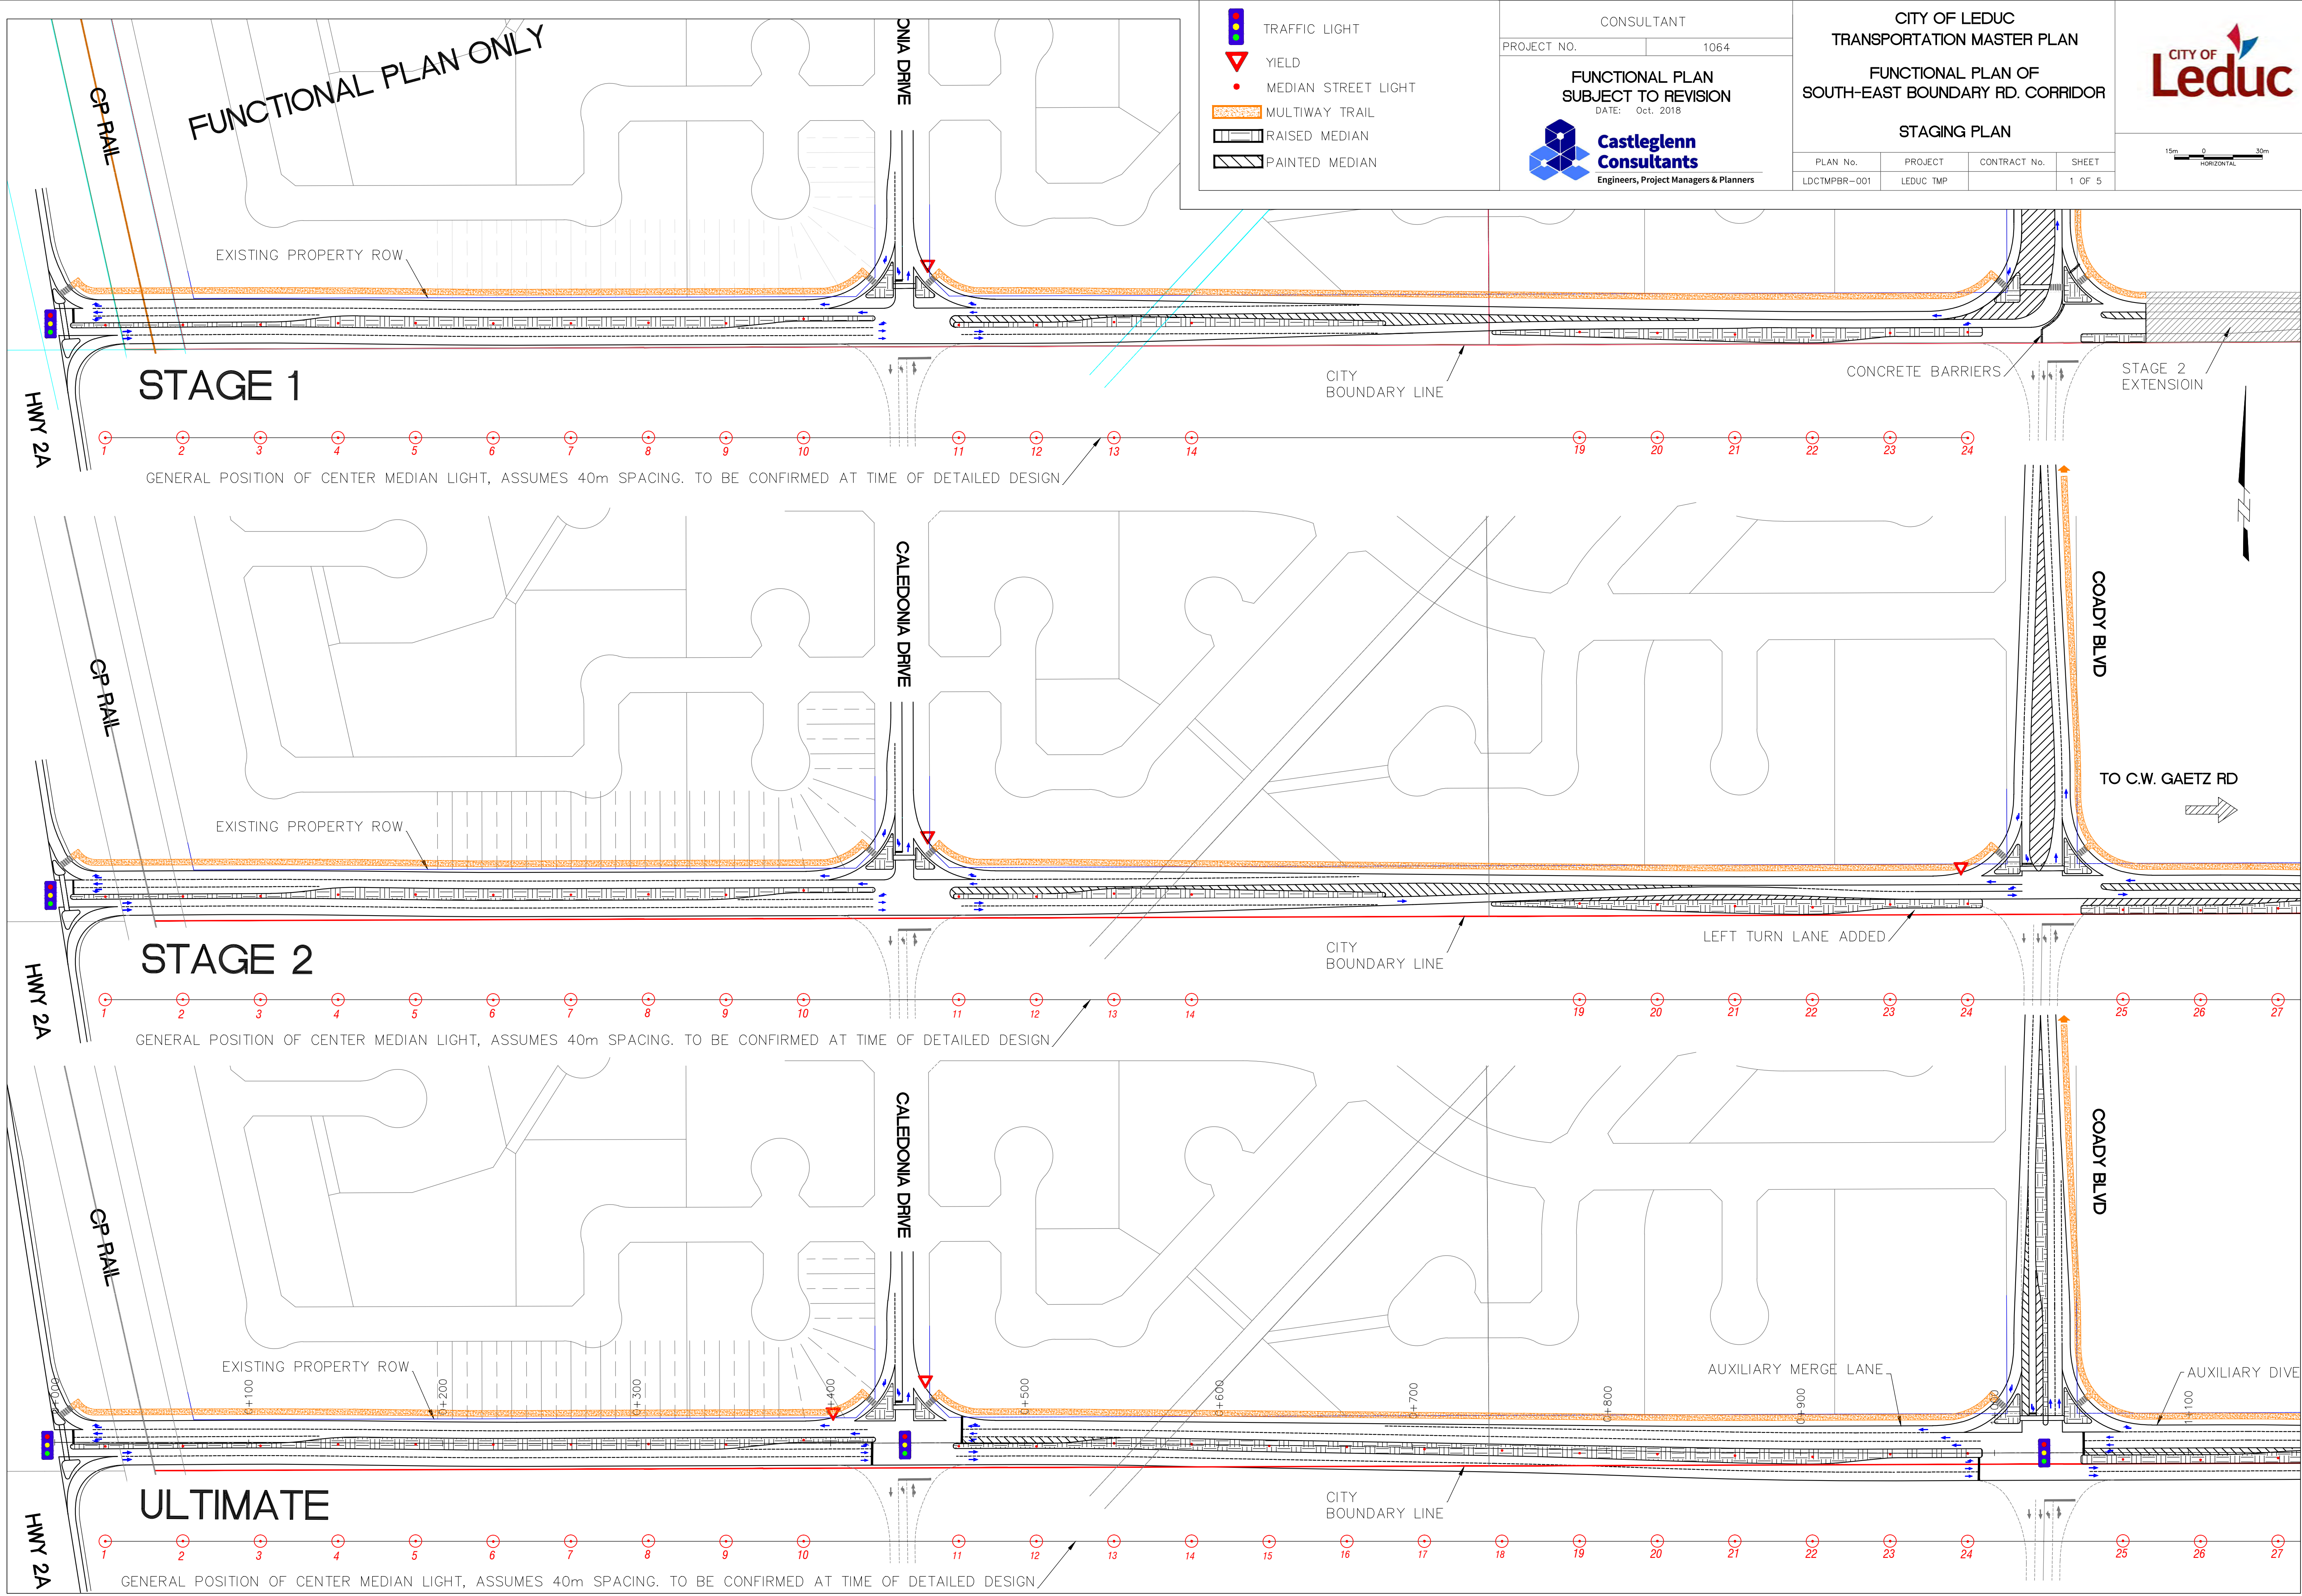 TRAFFIC LIGHT
YIELD
MEDIAN STREET LIGHT
MULTIWAY TRAIL
RAISED MEDIAN
PAINTED MEDIAN
CONSULTANT
PROJECT NO. 1064
FUNCTIONAL PLAN
SUBJECT TO REVISION
DATE: Oct. 2018
Castleglenn
Consultants
Engineers, Project Managers & Planners
CITY OF LEDUC
TRANSPORTATION MASTER PLAN
FUNCTIONAL PLAN OF
SOUTH-EAST BOUNDARY RD. CORRIDOR
STAGING PLAN
PLAN No. PROJECT CONTRACT No. SHEET
LDCTMPBR-001 LEDUC TMP 1 OF 5
CITY OF
Leduc
15m 0 30m
HORIZONTAL
FUNCTIONAL PLAN ONLY
CP RAIL
ONIA DRIVE
EXISTING PROPERTY ROW
STAGE 1
HWY 2A
CITY
BOUNDARY LINE
CONCRETE BARRIERS
STAGE 2
EXTENSIOIN
1 2 3 4 5 6 7 8 9 10 11 12 13 14 19 20 21 22 23 24
GENERAL POSITION OF CENTER MEDIAN LIGHT, ASSUMES 40m SPACING. TO BE CONFIRMED AT TIME OF DETAILED DESIGN
N
CP RAIL
CALEDONIA DRIVE
COADY BLVD
TO C.W. GAETZ RD
EXISTING PROPERTY ROW
STAGE 2
HWY 2A
CITY
BOUNDARY LINE
LEFT TURN LANE ADDED
1 2 3 4 5 6 7 8 9 10 11 12 13 14 19 20 21 22 23 24 25 26 27
GENERAL POSITION OF CENTER MEDIAN LIGHT, ASSUMES 40m SPACING. TO BE CONFIRMED AT TIME OF DETAILED DESIGN
CP RAIL
CALEDONIA DRIVE
COADY BLVD
EXISTING PROPERTY ROW
AUXILIARY MERGE LANE
AUXILIARY DIVE
0+100
0+200
0+300
0+500
0+600
0+700
0+800
0+900
ULTIMATE
HWY 2A
CITY
BOUNDARY LINE
1 2 3 4 5 6 7 8 9 10 11 12 13 14 15 16 17 18 19 20 21 22 23 24 25 26 27
GENERAL POSITION OF CENTER MEDIAN LIGHT, ASSUMES 40m SPACING. TO BE CONFIRMED AT TIME OF DETAILED DESIGN